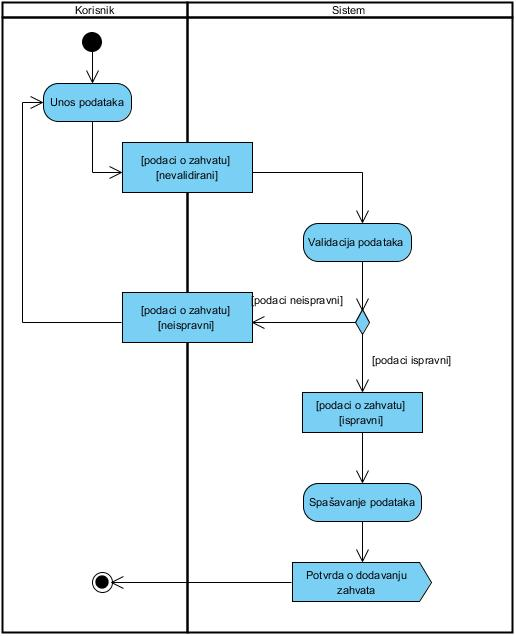 Korisnik
Sistem
Unos podataka
[podaci o zahvatu]
[nevalidirani]
Validacija podataka
[podaci o zahvatu]
[neispravni]
[podaci neispravni]
[podaci ispravni]
[podaci o zahvatu]
[ispravni]
Spašavanje podataka
Potvrda o dodavanju
zahvata